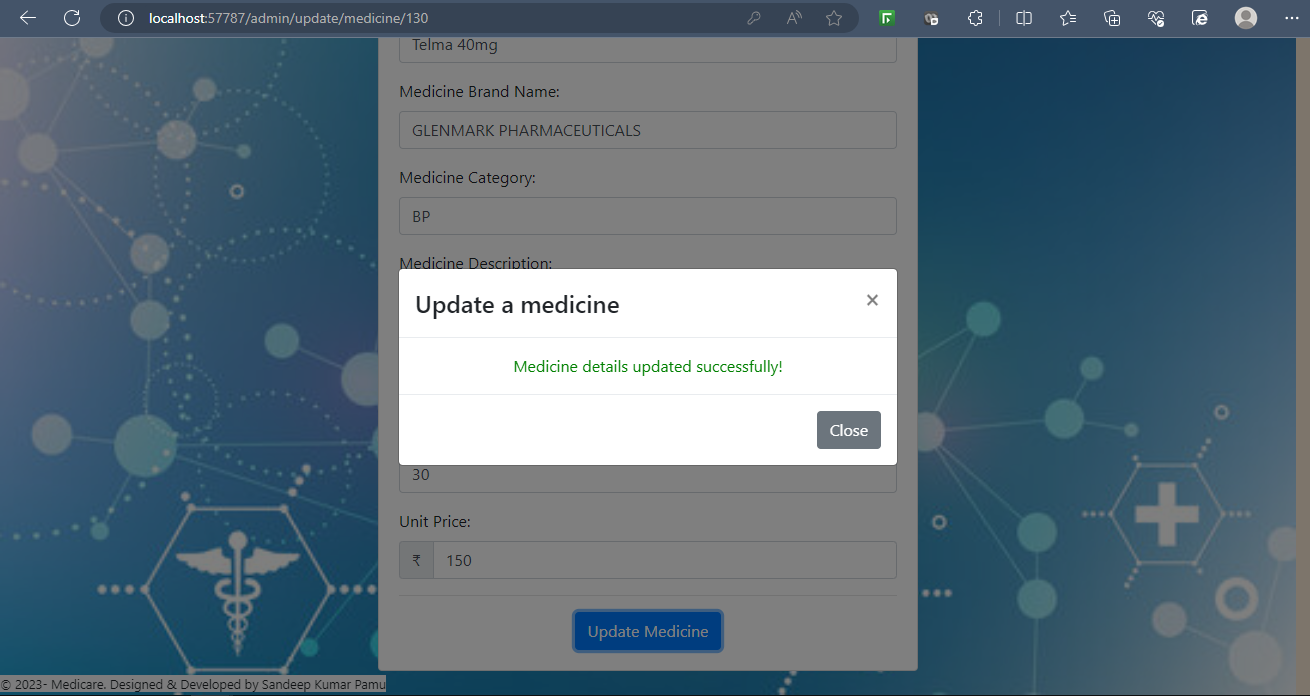 localhost:57787/admin/update/medicine/130
Telma 40mg
Medicine Brand Name:
GLENMARK PHARMACEUTICALS
Medicine Category:
BP
Medicine Description:
Update a medicine ×
Medicine details updated successfully!
Close
30
Unit Price:
₹ 150
Update Medicine
© 2023- Medicare. Designed & Developed by Sandeep Kumar Pamu